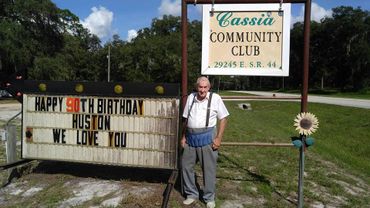 Cassia
COMMUNITY
CLUB
29245 E. S.R. 44
HAPPY 90TH BIRTHDAY
HUSTON
WE LOVE YOU